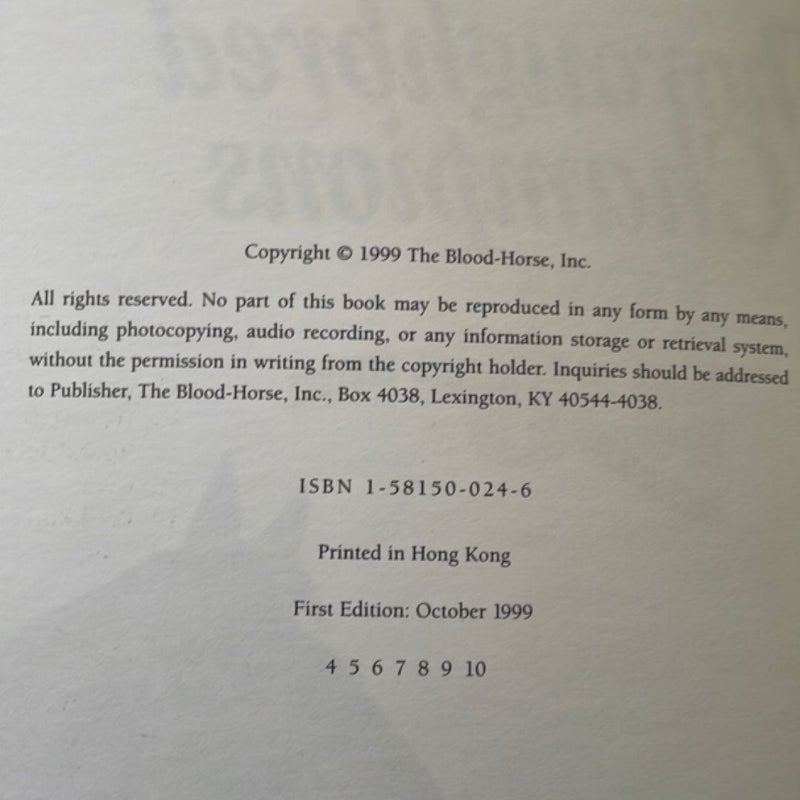 Copyright © 1999 The Blood-Horse, Inc.
All rights reserved. No part of this book may be reproduced in any form by any means,
including photocopying, audio recording, or any information storage or retrieval system,
without the permission in writing from the copyright holder. Inquiries should be addressed
to Publisher, The Blood-Horse, Inc., Box 4038, Lexington, KY 40544-4038.
ISBN 1-58150-024-6
Printed in Hong Kong
First Edition: October 1999
4 5 6 7 8 9 10